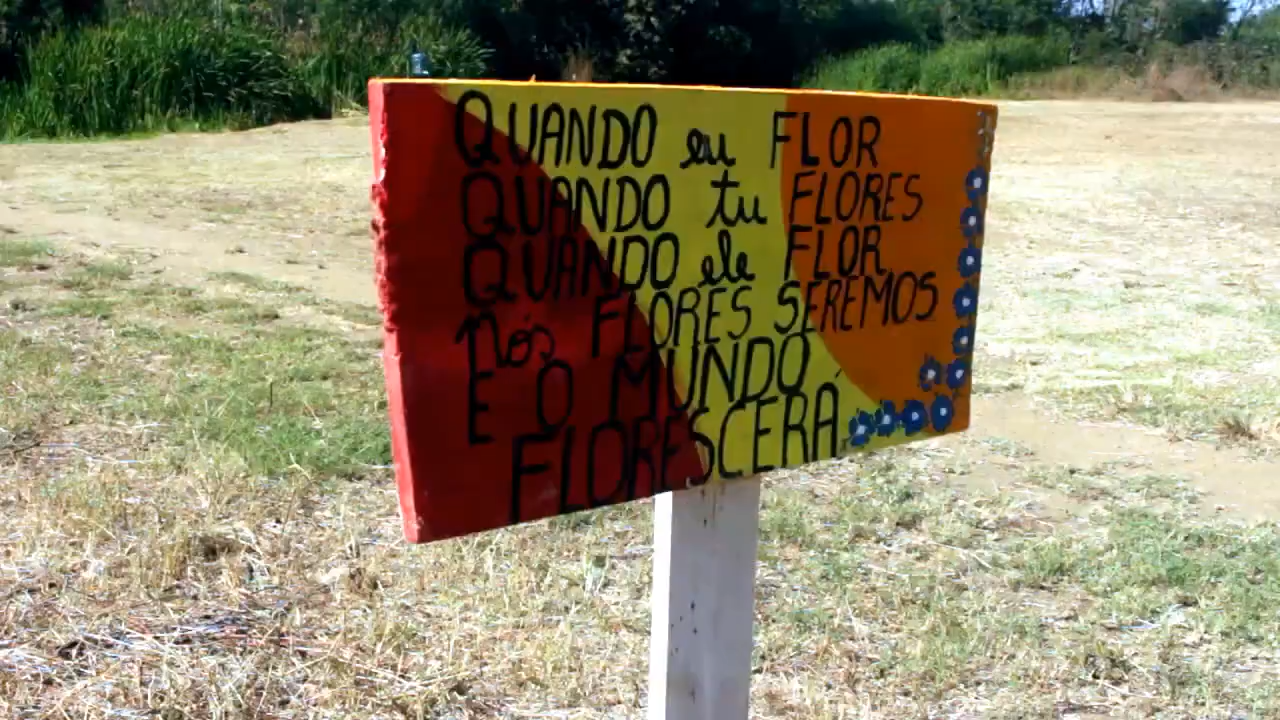 QUANDO eu FLOR
QUANDO tu FLORES
QUANDO ele FLOR
Nós FLORES SEREMOS
E O MUNDO
FLORESCERÁ